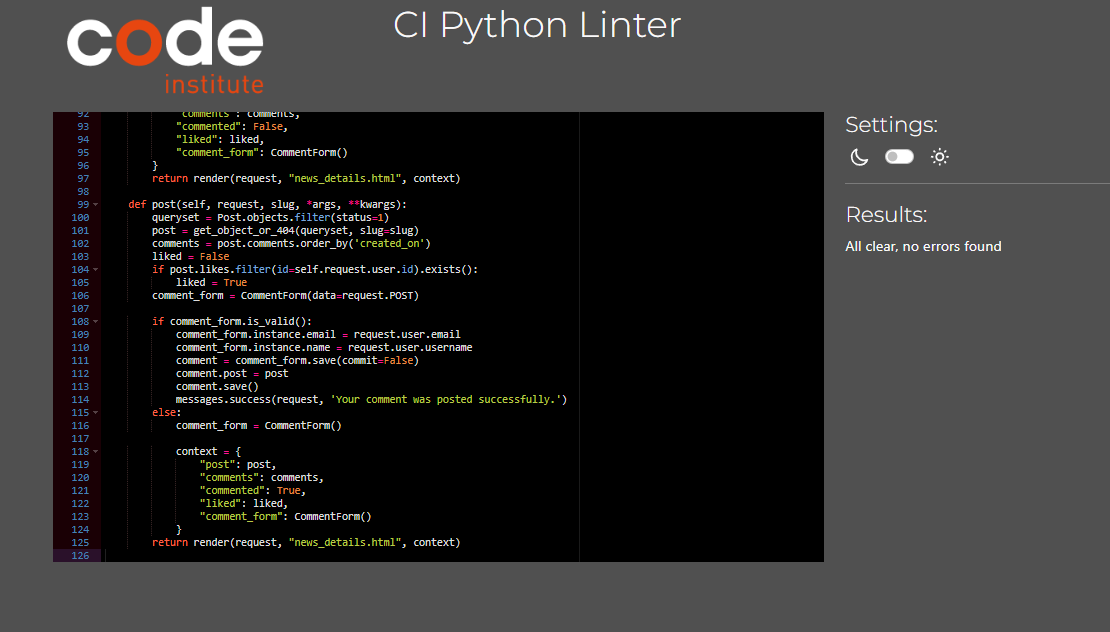 code
institute
CI Python Linter
92 "comments": comments,
93 "commented": False,
94 "liked": liked,
95 "comment_form": CommentForm()
96 }
97 return render(request, "news_details.html", context)
98
99 def post(self, request, slug, *args, **kwargs):
100 queryset = Post.objects.filter(status=1)
101 post = get_object_or_404(queryset, slug=slug)
102 comments = post.comments.order_by('created_on')
103 liked = False
104 if post.likes.filter(id=self.request.user.id).exists():
105 liked = True
106 comment_form = CommentForm(data=request.POST)
107
108 if comment_form.is_valid():
109 comment_form.instance.email = request.user.email
110 comment_form.instance.name = request.user.username
111 comment = comment_form.save(commit=False)
112 comment.post = post
113 comment.save()
114 messages.success(request, 'Your comment was posted successfully.')
115 else:
116 comment_form = CommentForm()
117
118 context = {
119 "post": post,
120 "comments": comments,
121 "commented": True,
122 "liked": liked,
123 "comment_form": CommentForm()
124 }
125 return render(request, "news_details.html", context)
126
Settings:
Results:
All clear, no errors found